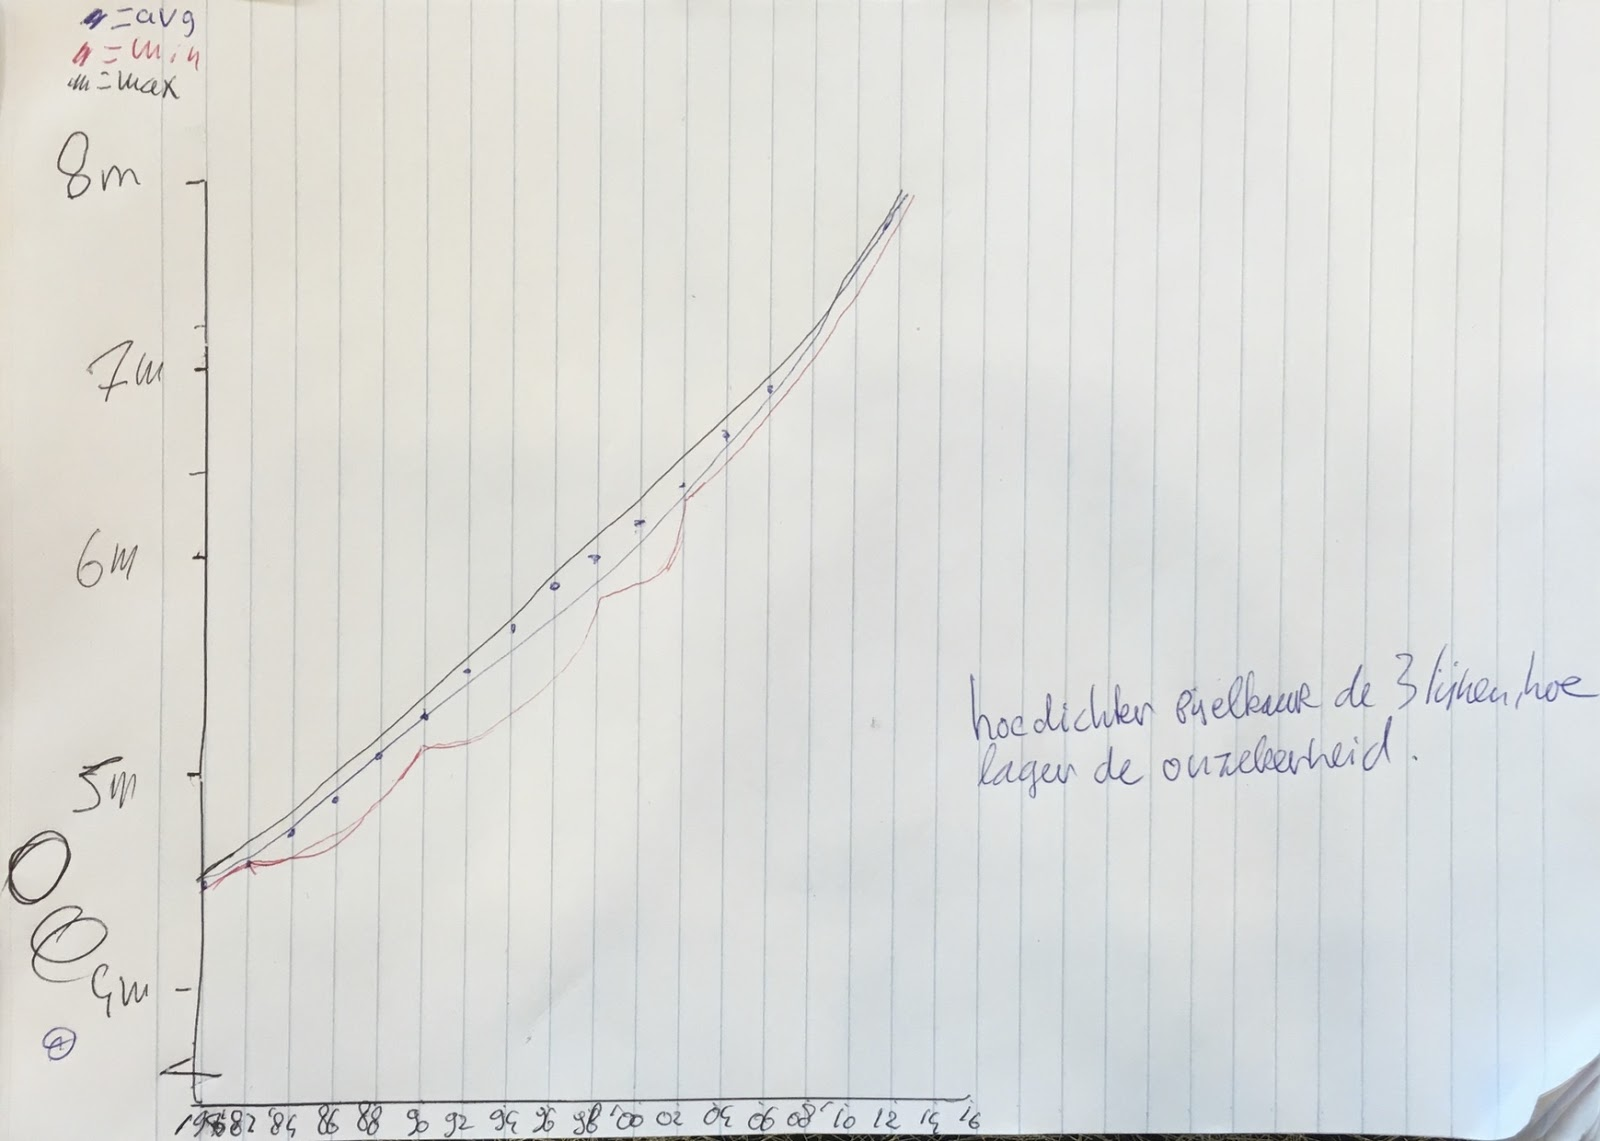 =avg
=min
=max
8m
7m
6m
5m
4m
82 84 86 88 90 92 94 96 98 '00 02 04 06 08 '10 12 14 16
hoe dichter bij elkaar de 3 lijnen, hoe
lager de onzekerheid.